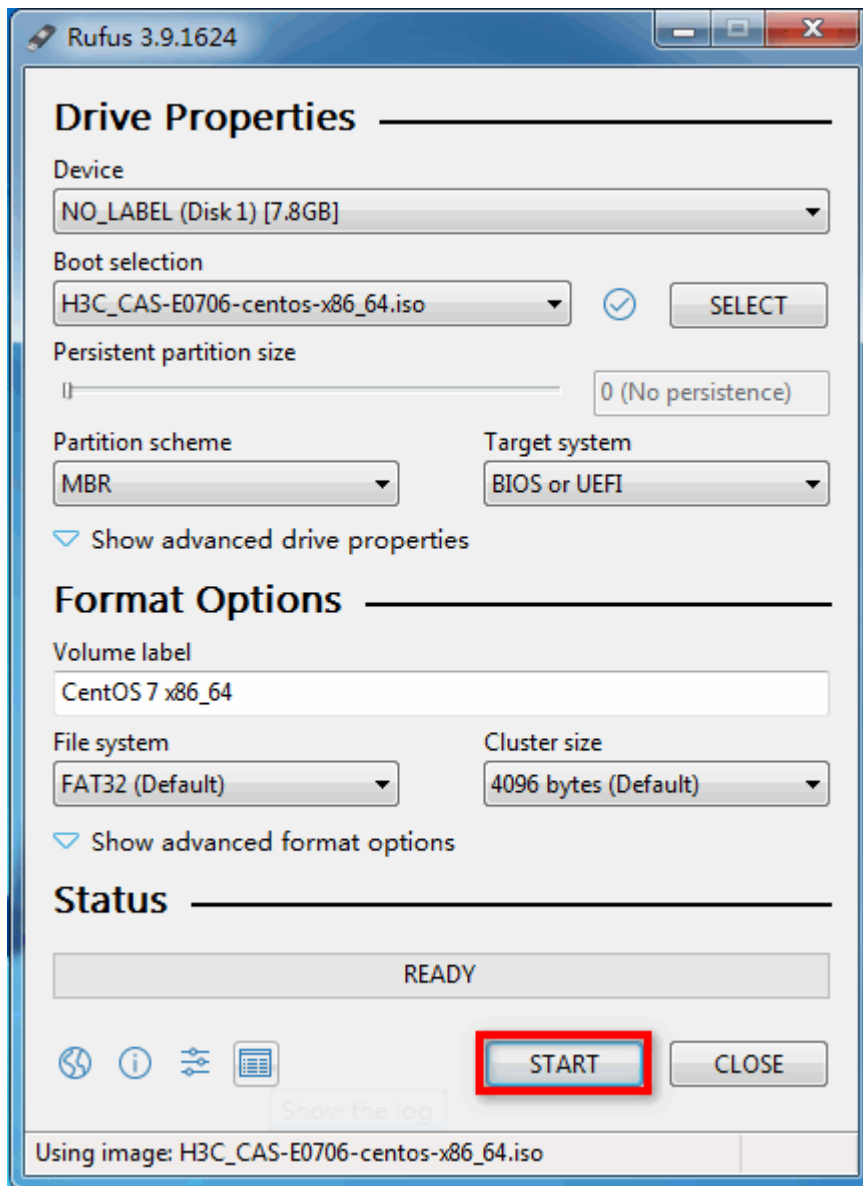 Rufus 3.9.1624
Drive Properties
Device
NO_LABEL (Disk 1) [7.8GB]
Boot selection
H3C_CAS-E0706-centos-x86_64.iso
SELECT
Persistent partition size
0 (No persistence)
Partition scheme
Target system
MBR
BIOS or UEFI
Show advanced drive properties
Format Options
Volume label
CentOS 7 x86_64
File system
Cluster size
FAT32 (Default)
4096 bytes (Default)
Show advanced format options
Status
READY
START
CLOSE
Show the log
Using image: H3C_CAS-E0706-centos-x86_64.iso